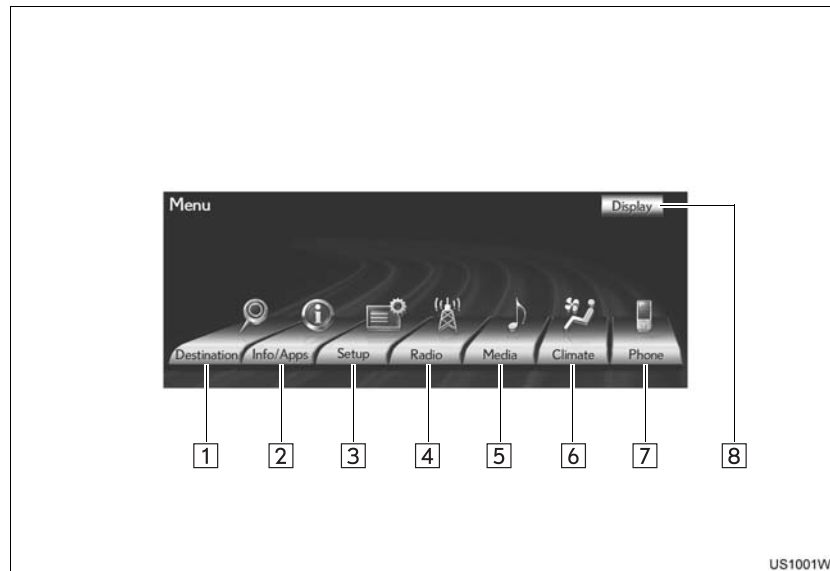 Menu
Display
Destination
Info/Apps
Setup
Radio
Media
Climate
Phone
1
2
3
4
5
6
7
8
US1001W